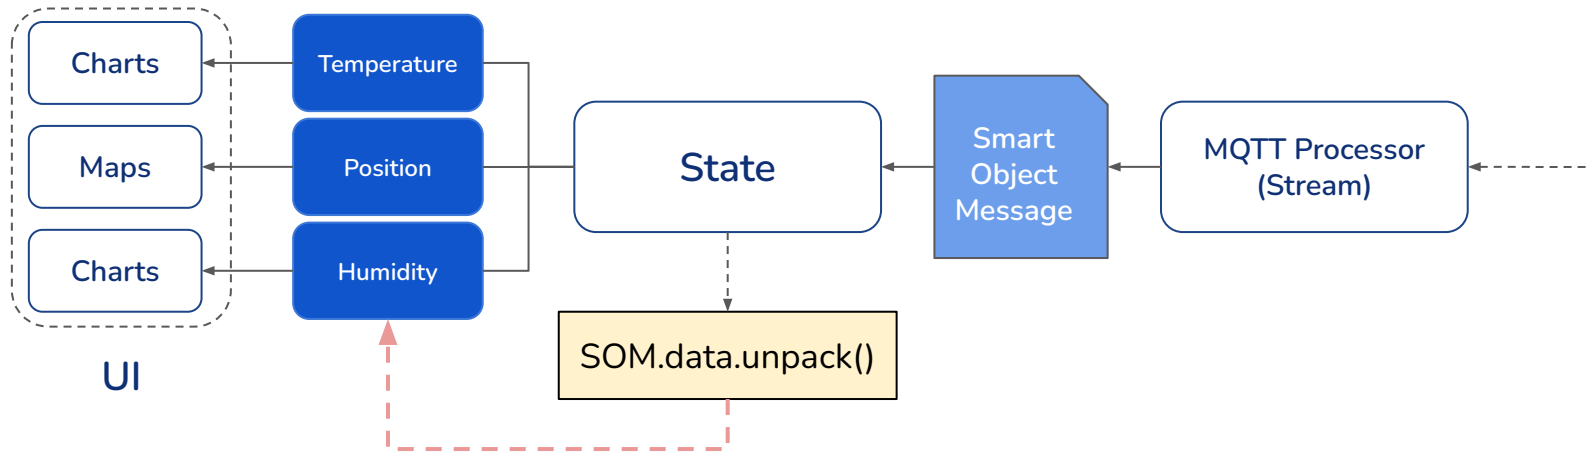 Charts
Temperature
Maps
Position
Charts
Humidity
UI
State
SOM.data.unpack()
Smart
Object
Message
MQTT Processor
(Stream)